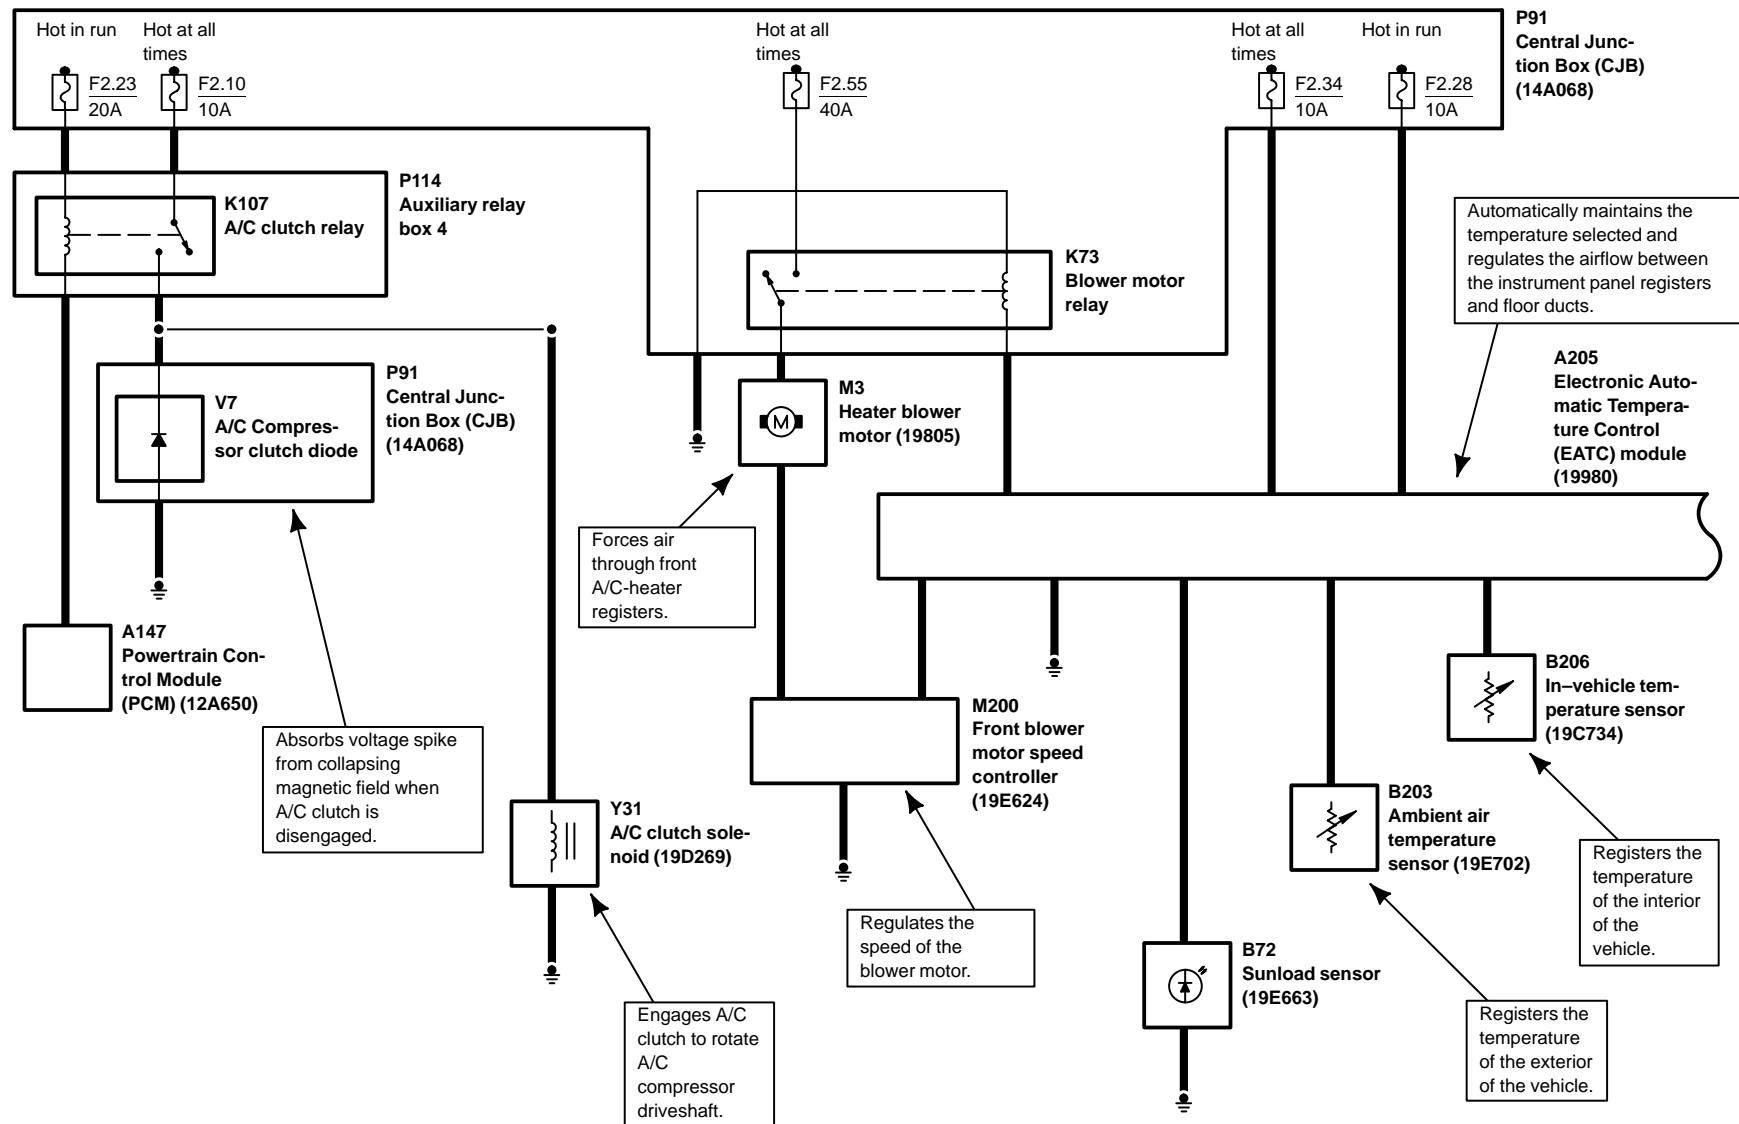 Hot in run
Hot at all
times
Hot at all
times
Hot at all
times
Hot in run
F2.23
20A
F2.10
10A
F2.55
40A
F2.34
10A
F2.28
10A
P91
Central Junc-
tion Box (CJB)
(14A068)
P114
Auxiliary relay
box 4
K107
A/C clutch relay
K73
Blower motor
relay
Automatically maintains the
temperature selected and
regulates the airflow between
the instrument panel registers
and floor ducts.
P91
Central Junc-
tion Box (CJB)
(14A068)
V7
A/C Compres-
sor clutch diode
M
M3
Heater blower
motor (19805)
A205
Electronic Auto-
matic Tempera-
ture Control
(EATC) module
(19980)
Forces air
through front
A/C-heater
registers.
A147
Powertrain Con-
trol Module
(PCM) (12A650)
Absorbs voltage spike
from collapsing
magnetic field when
A/C clutch is
disengaged.
Y31
A/C clutch sole-
noid (19D269)
M200
Front blower
motor speed
controller
(19E624)
B206
In–vehicle tem-
perature sensor
(19C734)
B203
Ambient air
temperature
sensor (19E702)
Registers the
temperature
of the interior
of the
vehicle.
Regulates the
speed of the
blower motor.
B72
Sunload sensor
(19E663)
Engages A/C
clutch to rotate
A/C
compressor
driveshaft.
Registers the
temperature
of the exterior
of the vehicle.